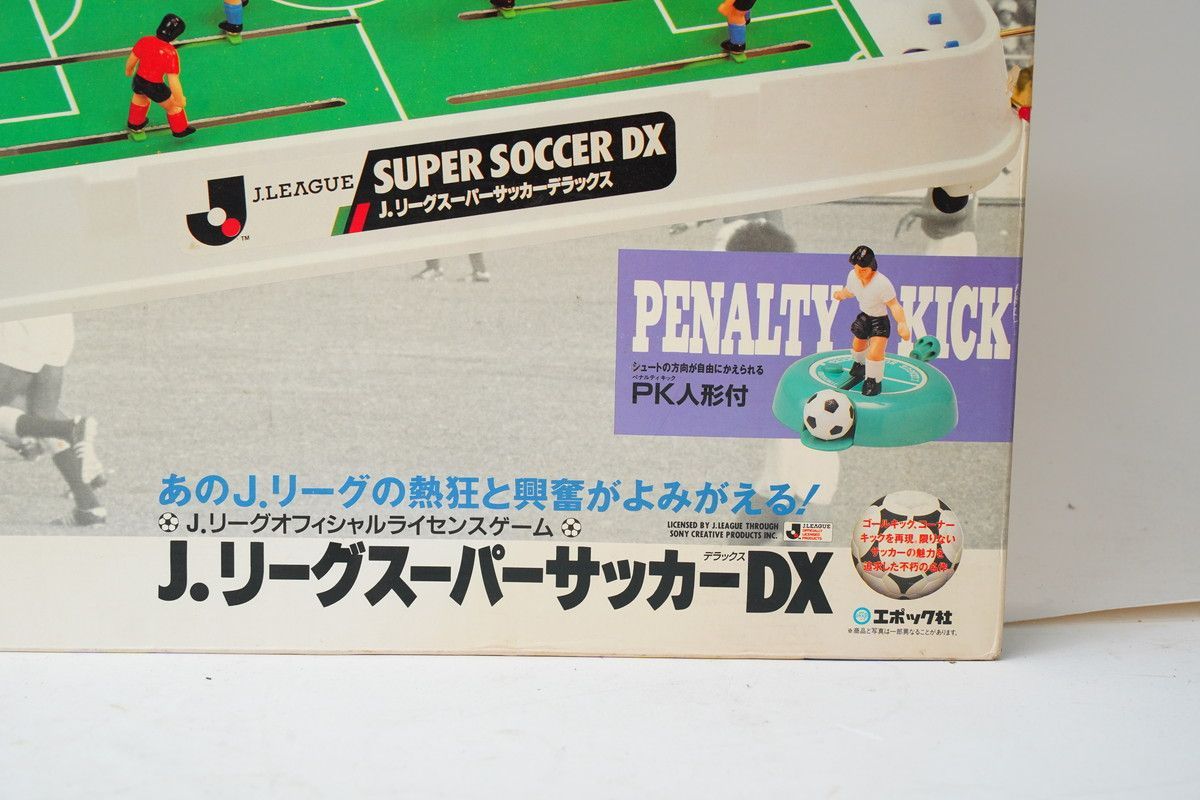 J.LEAGUE
TM
SUPER SOCCER DX
J.リーグスーパーサッカーデラックス
PENALTY KICK
シュートの方向が自由にかえられる
ペナルティキック
PK人形付
あのJ.リーグの熱狂と興奮がよみがえる!
J.リーグオフィシャルライセンスゲーム
LICENSED BY J.LEAGUE THROUGH
SONY CREATIVE PRODUCTS INC.
J.LEAGUE
OFFICIALLY
LICENSED
PRODUCTS
デラックス
J.リーグスーパーサッカーDX
ゴールキック、コーナー
キックを再現。限りない
サッカーの魅力を
追求した不朽の名作
エポック社
※商品と写真は一部異なることがあります。